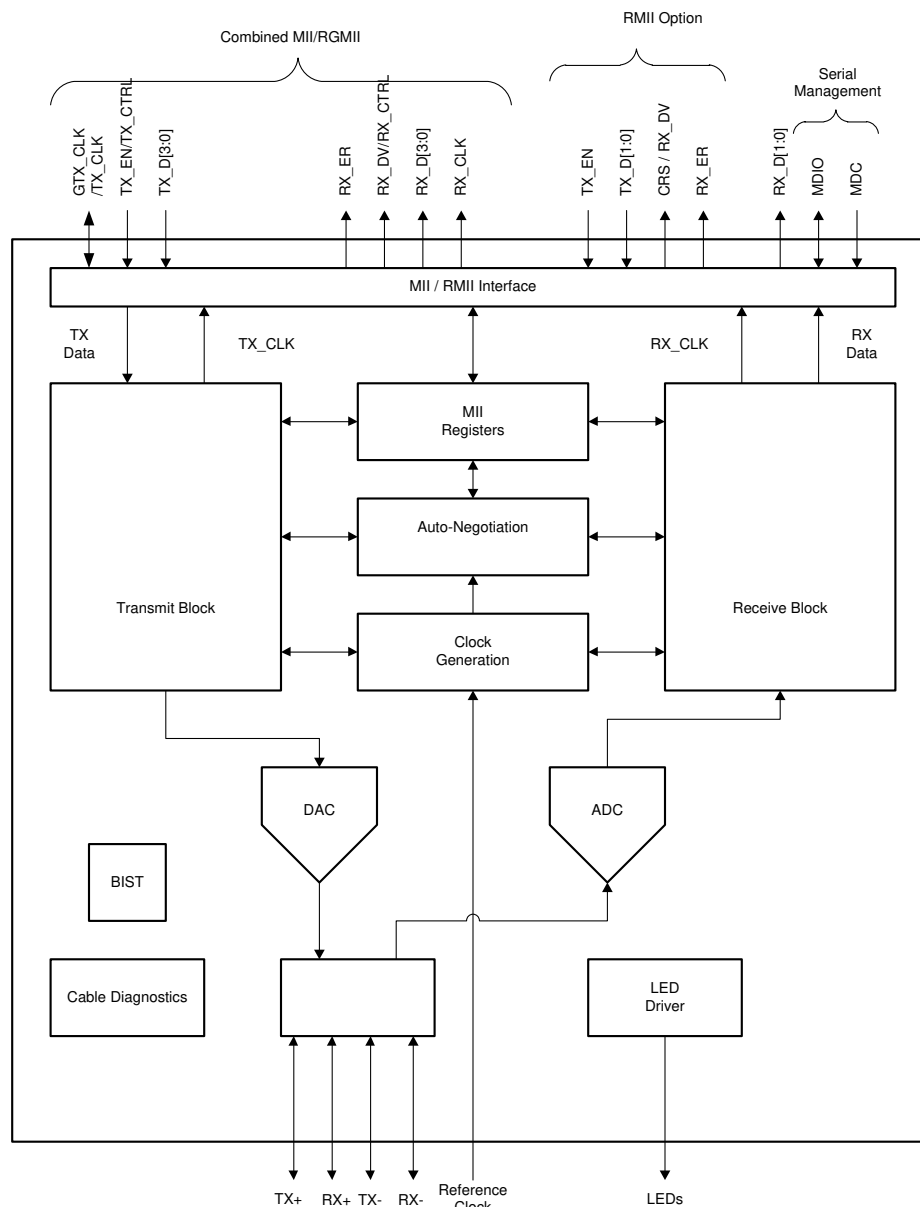 Combined MII/RGMII
RMII Option
Serial
Management
GTX_CLK
/TX_CLK
TX_EN/TX_CTRL
TX_D[3:0]
RX_ER
RX_DV/RX_CTRL
RX_D[3:0]
RX_CLK
TX_EN
TX_D[1:0]
CRS / RX_DV
RX_ER
RX_D[1:0]
MDIO
MDC
MII / RMII Interface
TX
Data
TX_CLK
RX_CLK
RX
Data
MII
Registers
Auto-Negotiation
Transmit Block
Receive Block
Clock
Generation
DAC
ADC
BIST
Cable Diagnostics
LED
Driver
TX+
RX+
TX-
RX-
Reference
Clock
LEDs